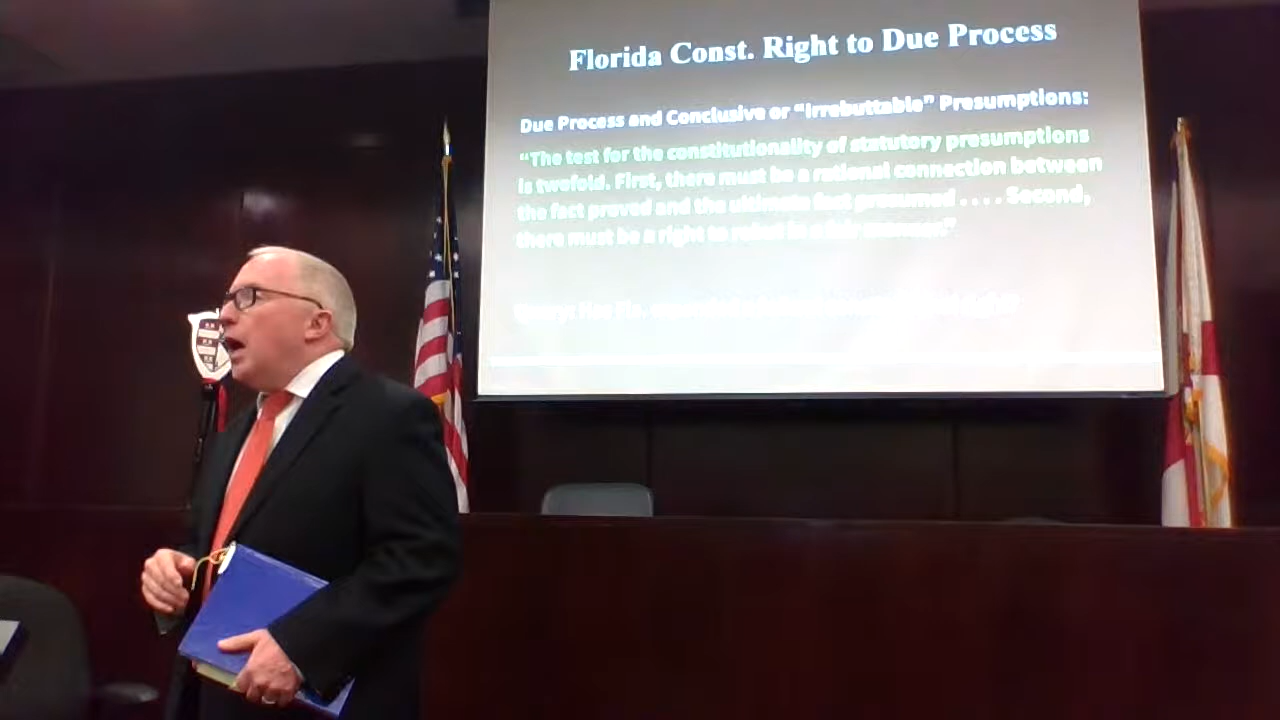 Florida Const. Right to Due Process
Due Process and Conclusive or “Irrebuttable” Presumptions:
“The test for the constitutionality of statutory presumptions
is twofold. First, there must be a rational connection between
the fact proved and the ultimate fact presumed . . . . Second,
there must be a right to rebut in a fair manner.”
Has Fla.